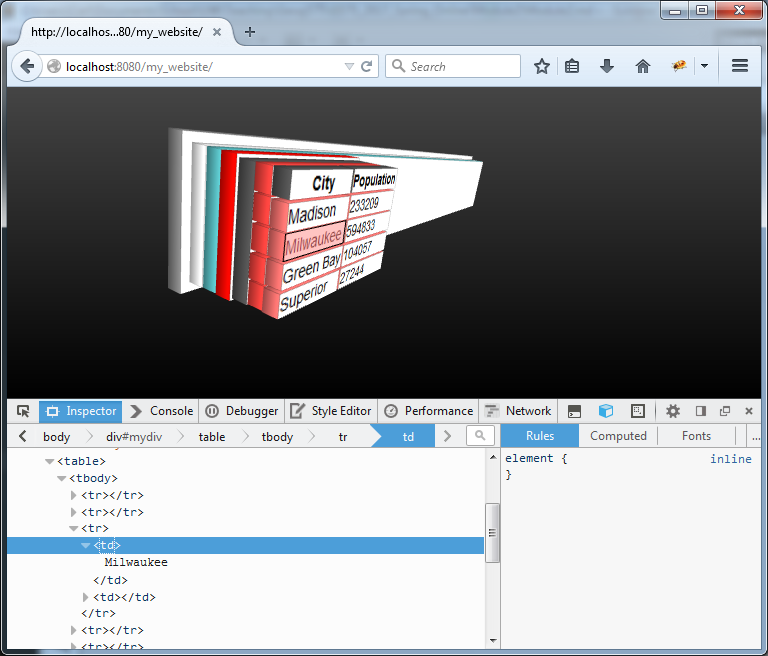 http://localhos...80/my_website/
localhost:8080/my_website/
Search
City Population
Madison 233209
Milwaukee 594833
Green Bay 104057
Superior 27244
Inspector Console Debugger Style Editor Performance Network
body div#mydiv table tbody tr td Rules Computed Fonts ...
<table>
<tbody>
<tr></tr>
<tr></tr>
<tr>
<td>
Milwaukee
</td>
<td></td>
</tr>
<tr></tr>
<tr></tr>
element { inline
}